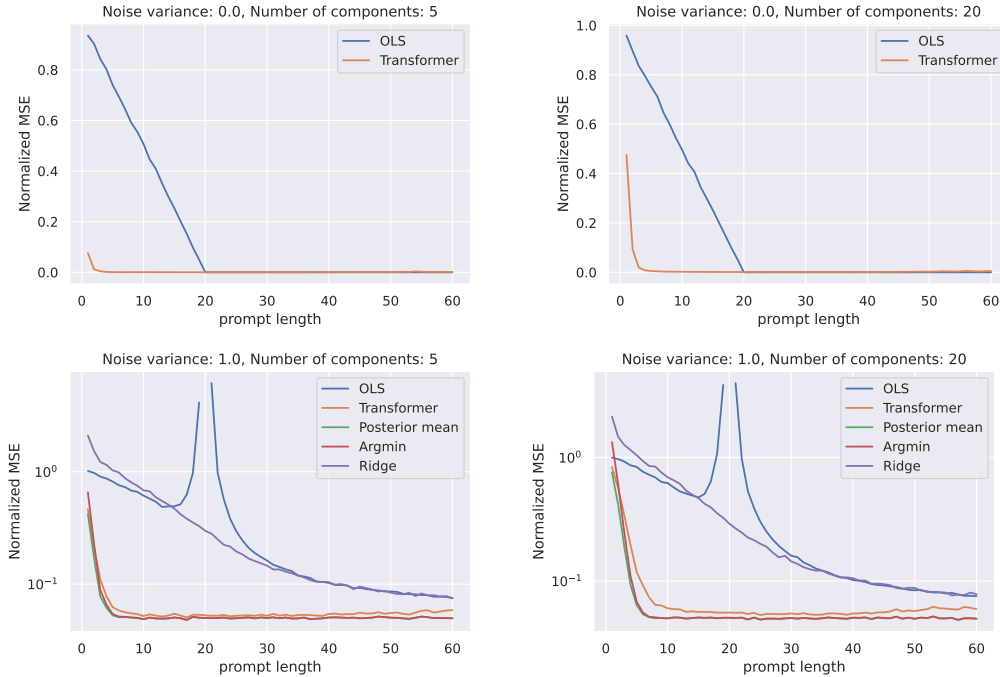 Noise variance: 0.0, Number of components: 5
Normalized MSE
0.8
0.6
0.4
0.2
0.0
OLS
Transformer
0 10 20 30 40 50 60
prompt length
Noise variance: 0.0, Number of components: 20
Normalized MSE
1.0
0.8
0.6
0.4
0.2
0.0
OLS
Transformer
0 10 20 30 40 50 60
prompt length
Noise variance: 1.0, Number of components: 5
Normalized MSE
10⁰
10⁻¹
OLS
Transformer
Posterior mean
Argmin
Ridge
0 10 20 30 40 50 60
prompt length
Noise variance: 1.0, Number of components: 20
Normalized MSE
10⁰
10⁻¹
OLS
Transformer
Posterior mean
Argmin
Ridge
0 10 20 30 40 50 60
prompt length